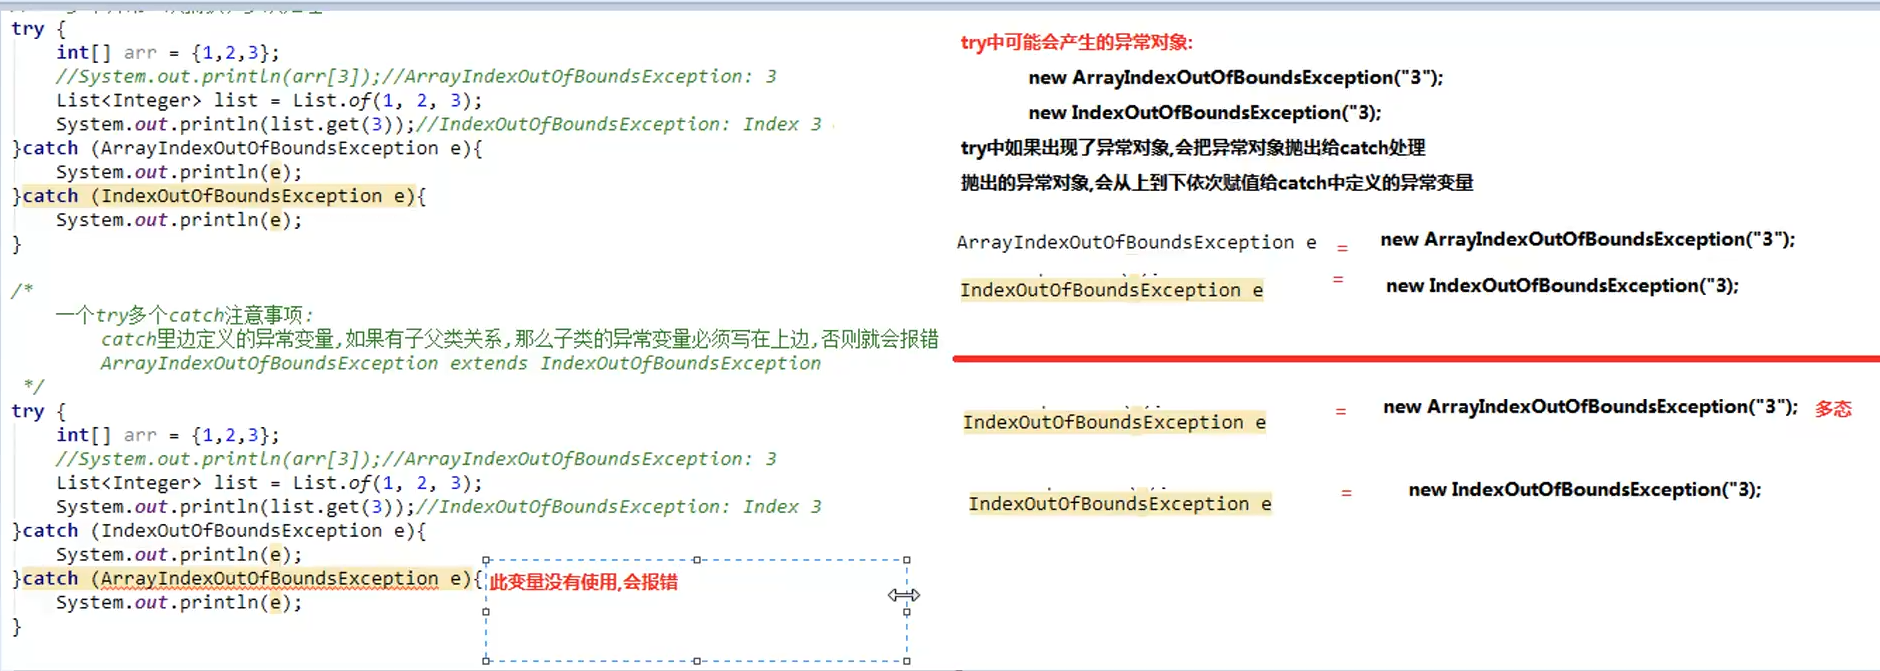 try {
int[] arr = {1,2,3};
//System.out.println(arr[3]);//ArrayIndexOutOfBoundsException: 3
List<Integer> list = List.of(1, 2, 3);
System.out.println(list.get(3));//IndexOutOfBoundsException: Index 3
}catch (ArrayIndexOutOfBoundsException e){
System.out.println(e);
}catch (IndexOutOfBoundsException e){
System.out.println(e);
}
/*
一个try多个catch注意事项:
catch里边定义的异常变量,如果有子父类关系,那么子类的异常变量必须写在上边,否则就会报错
ArrayIndexOutOfBoundsException extends IndexOutOfBoundsException
*/
try {
int[] arr = {1,2,3};
//System.out.println(arr[3]);//ArrayIndexOutOfBoundsException: 3
List<Integer> list = List.of(1, 2, 3);
System.out.println(list.get(3));//IndexOutOfBoundsException: Index 3
}catch (IndexOutOfBoundsException e){
System.out.println(e);
}catch (ArrayIndexOutOfBoundsException e){ 此变量没有使用,会报错
System.out.println(e);
}
try中可能会产生的异常对象:
new ArrayIndexOutOfBoundsException("3");
new IndexOutOfBoundsException("3);
try中如果出现了异常对象,会把异常对象抛出给catch处理
抛出的异常对象,会从上到下依次赋值给catch中定义的异常变量
ArrayIndexOutOfBoundsException e = new ArrayIndexOutOfBoundsException("3");
IndexOutOfBoundsException e = new IndexOutOfBoundsException("3);
IndexOutOfBoundsException e = new ArrayIndexOutOfBoundsException("3"); 多态
IndexOutOfBoundsException e = new IndexOutOfBoundsException("3);